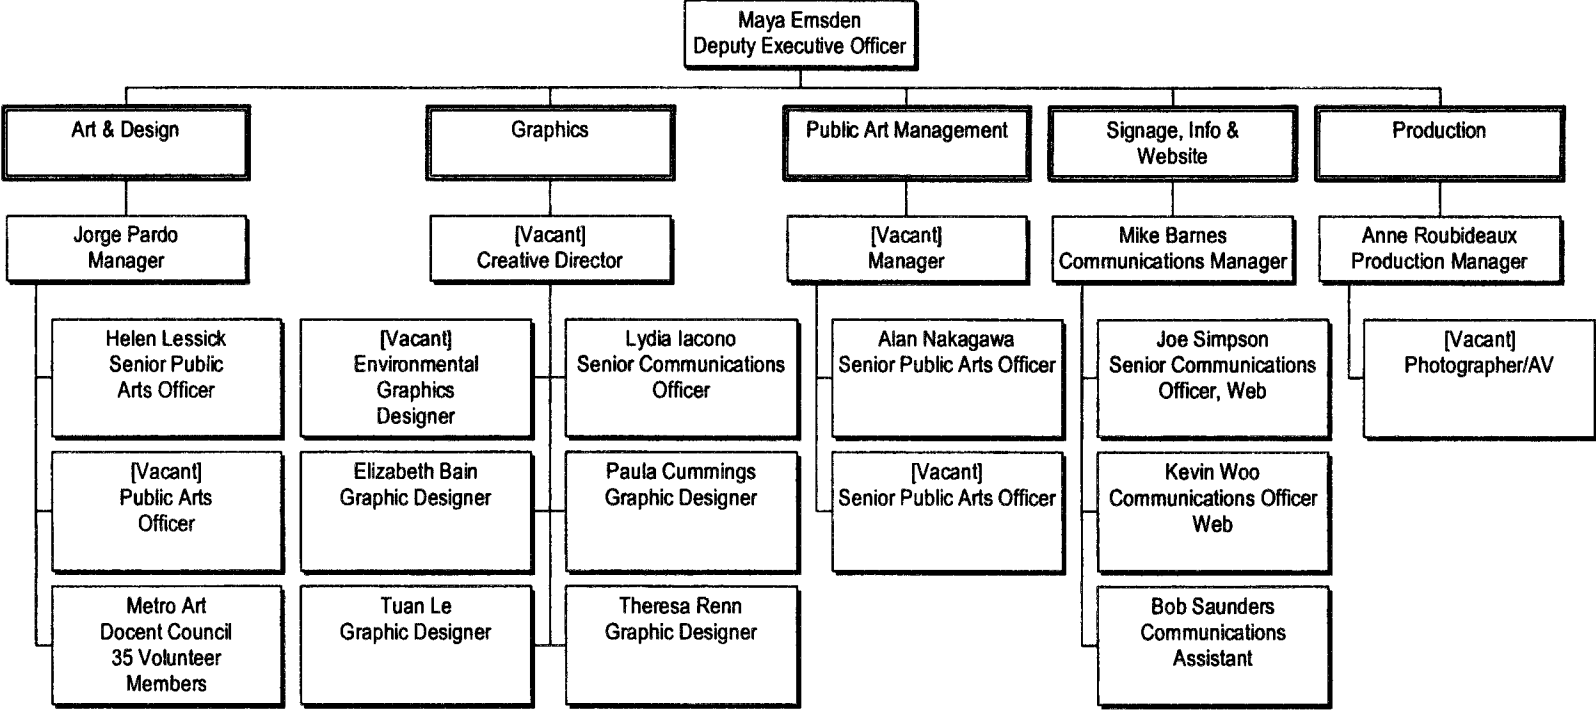 Maya Emsden
Deputy Executive Officer
Art & Design
Graphics
Public Art Management
Signage, Info &
Website
Production
Jorge Pardo
Manager
[Vacant]
Creative Director
[Vacant]
Manager
Mike Barnes
Communications Manager
Anne Roubideaux
Production Manager
Helen Lessick
Senior Public
Arts Officer
[Vacant]
Environmental
Graphics
Designer
Lydia Iacono
Senior Communications
Officer
Alan Nakagawa
Senior Public Arts Officer
Joe Simpson
Senior Communications
Officer, Web
[Vacant]
Photographer/AV
[Vacant]
Public Arts
Officer
Elizabeth Bain
Graphic Designer
Paula Cummings
Graphic Designer
[Vacant]
Senior Public Arts Officer
Kevin Woo
Communications Officer
Web
Metro Art
Docent Council
35 Volunteer
Members
Tuan Le
Graphic Designer
Theresa Renn
Graphic Designer
Bob Saunders
Communications
Assistant